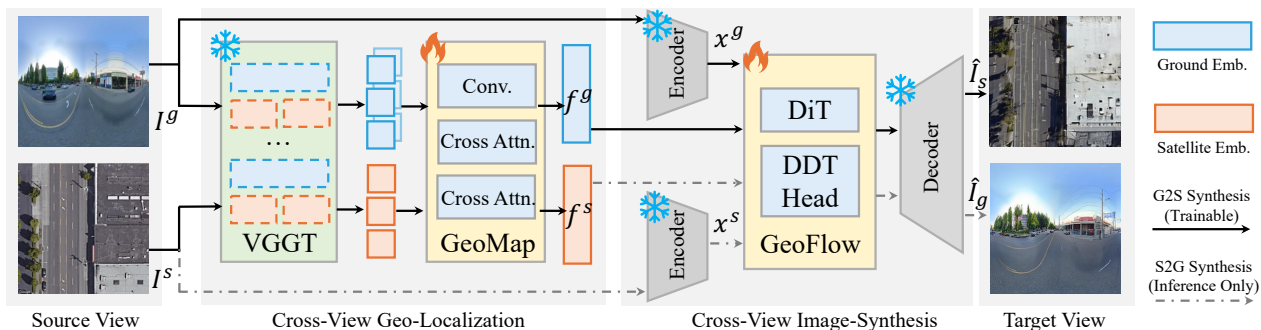 I^g
I^s
VGGT
...
Conv.
Cross Attn.
Cross Attn.
GeoMap
f^g
f^s
Encoder
x^g
Encoder
x^s
DiT
DDT
Head
GeoFlow
Decoder
Î_s
Î_g
Ground Emb.
Satellite Emb.
G2S Synthesis
(Trainable)
S2G Synthesis
(Inference Only)
Source View
Cross-View Geo-Localization
Cross-View Image-Synthesis
Target View